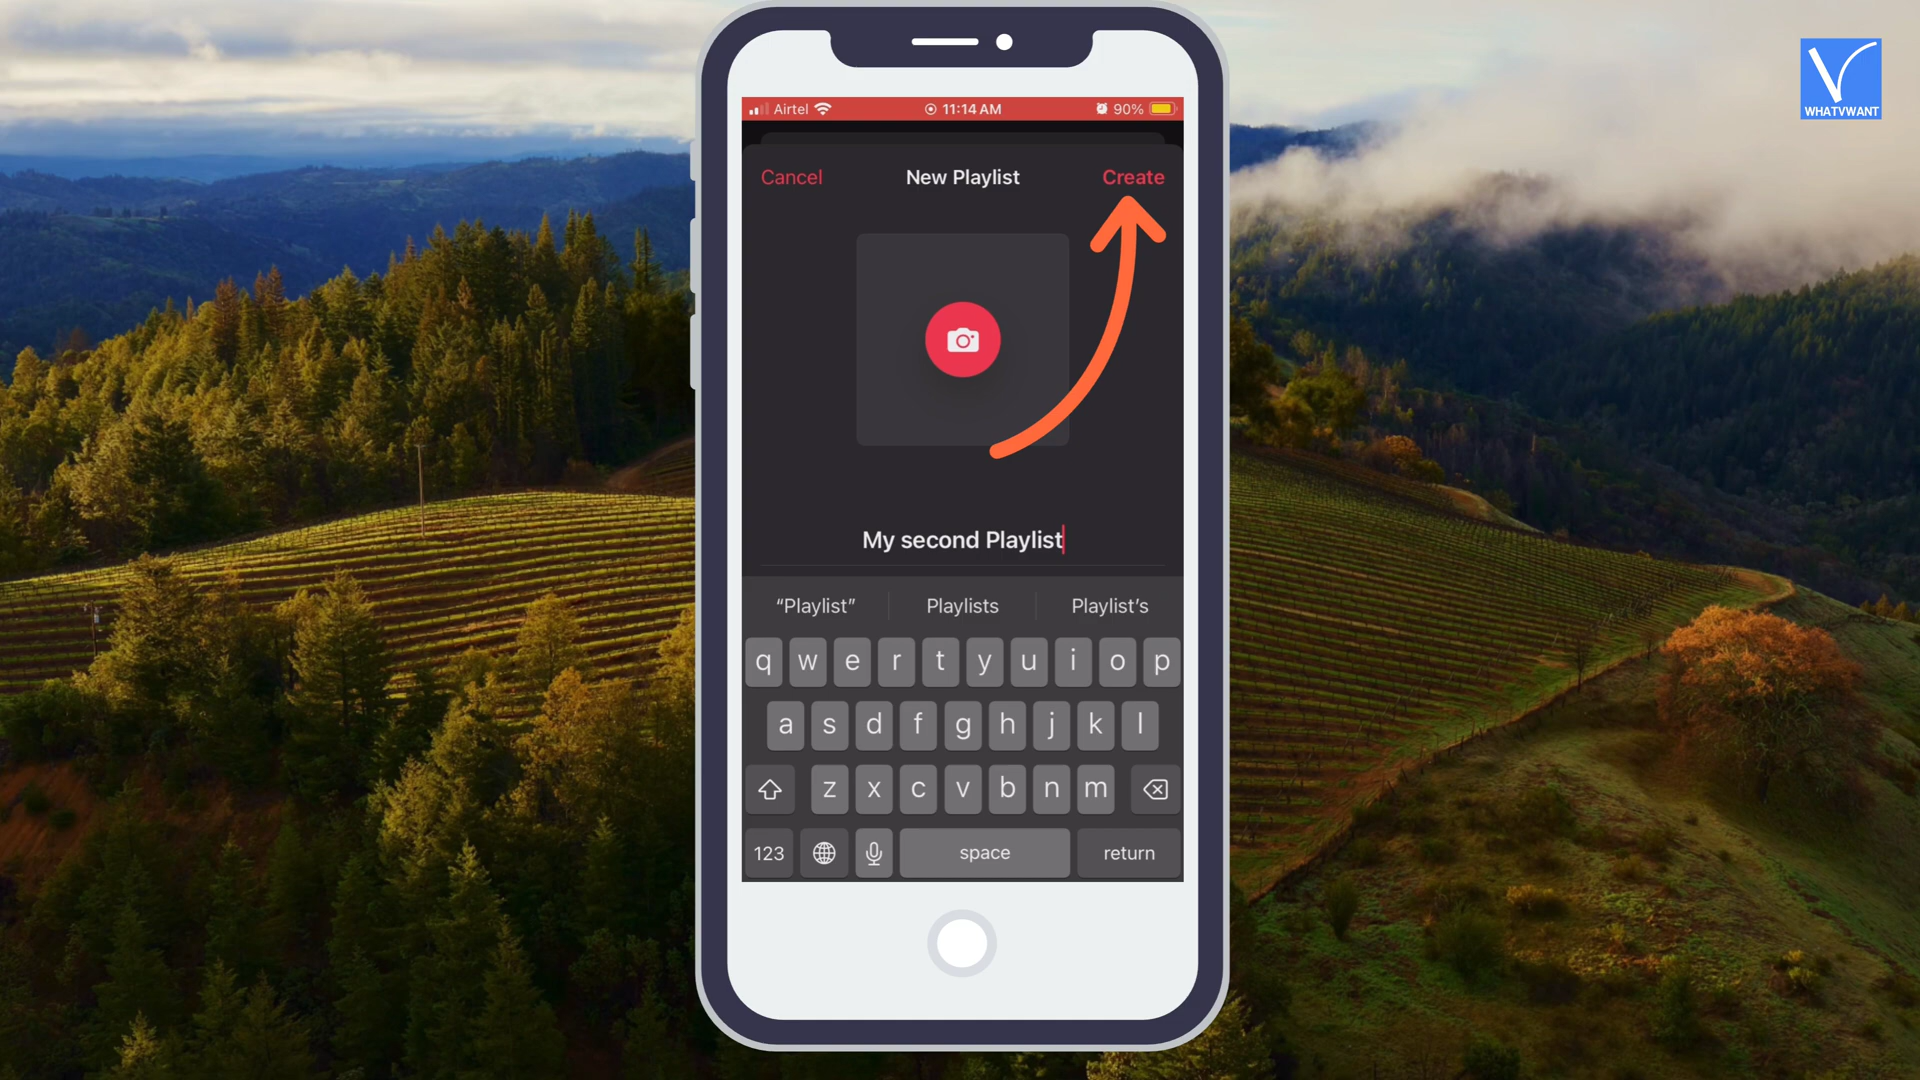 WHATVWANT
Airtel 11:14 AM 90%
Cancel New Playlist Create
My second Playlist
“Playlist” Playlists Playlist’s
q w e r t y u i o p
a s d f g h j k l
z x c v b n m
123 space return